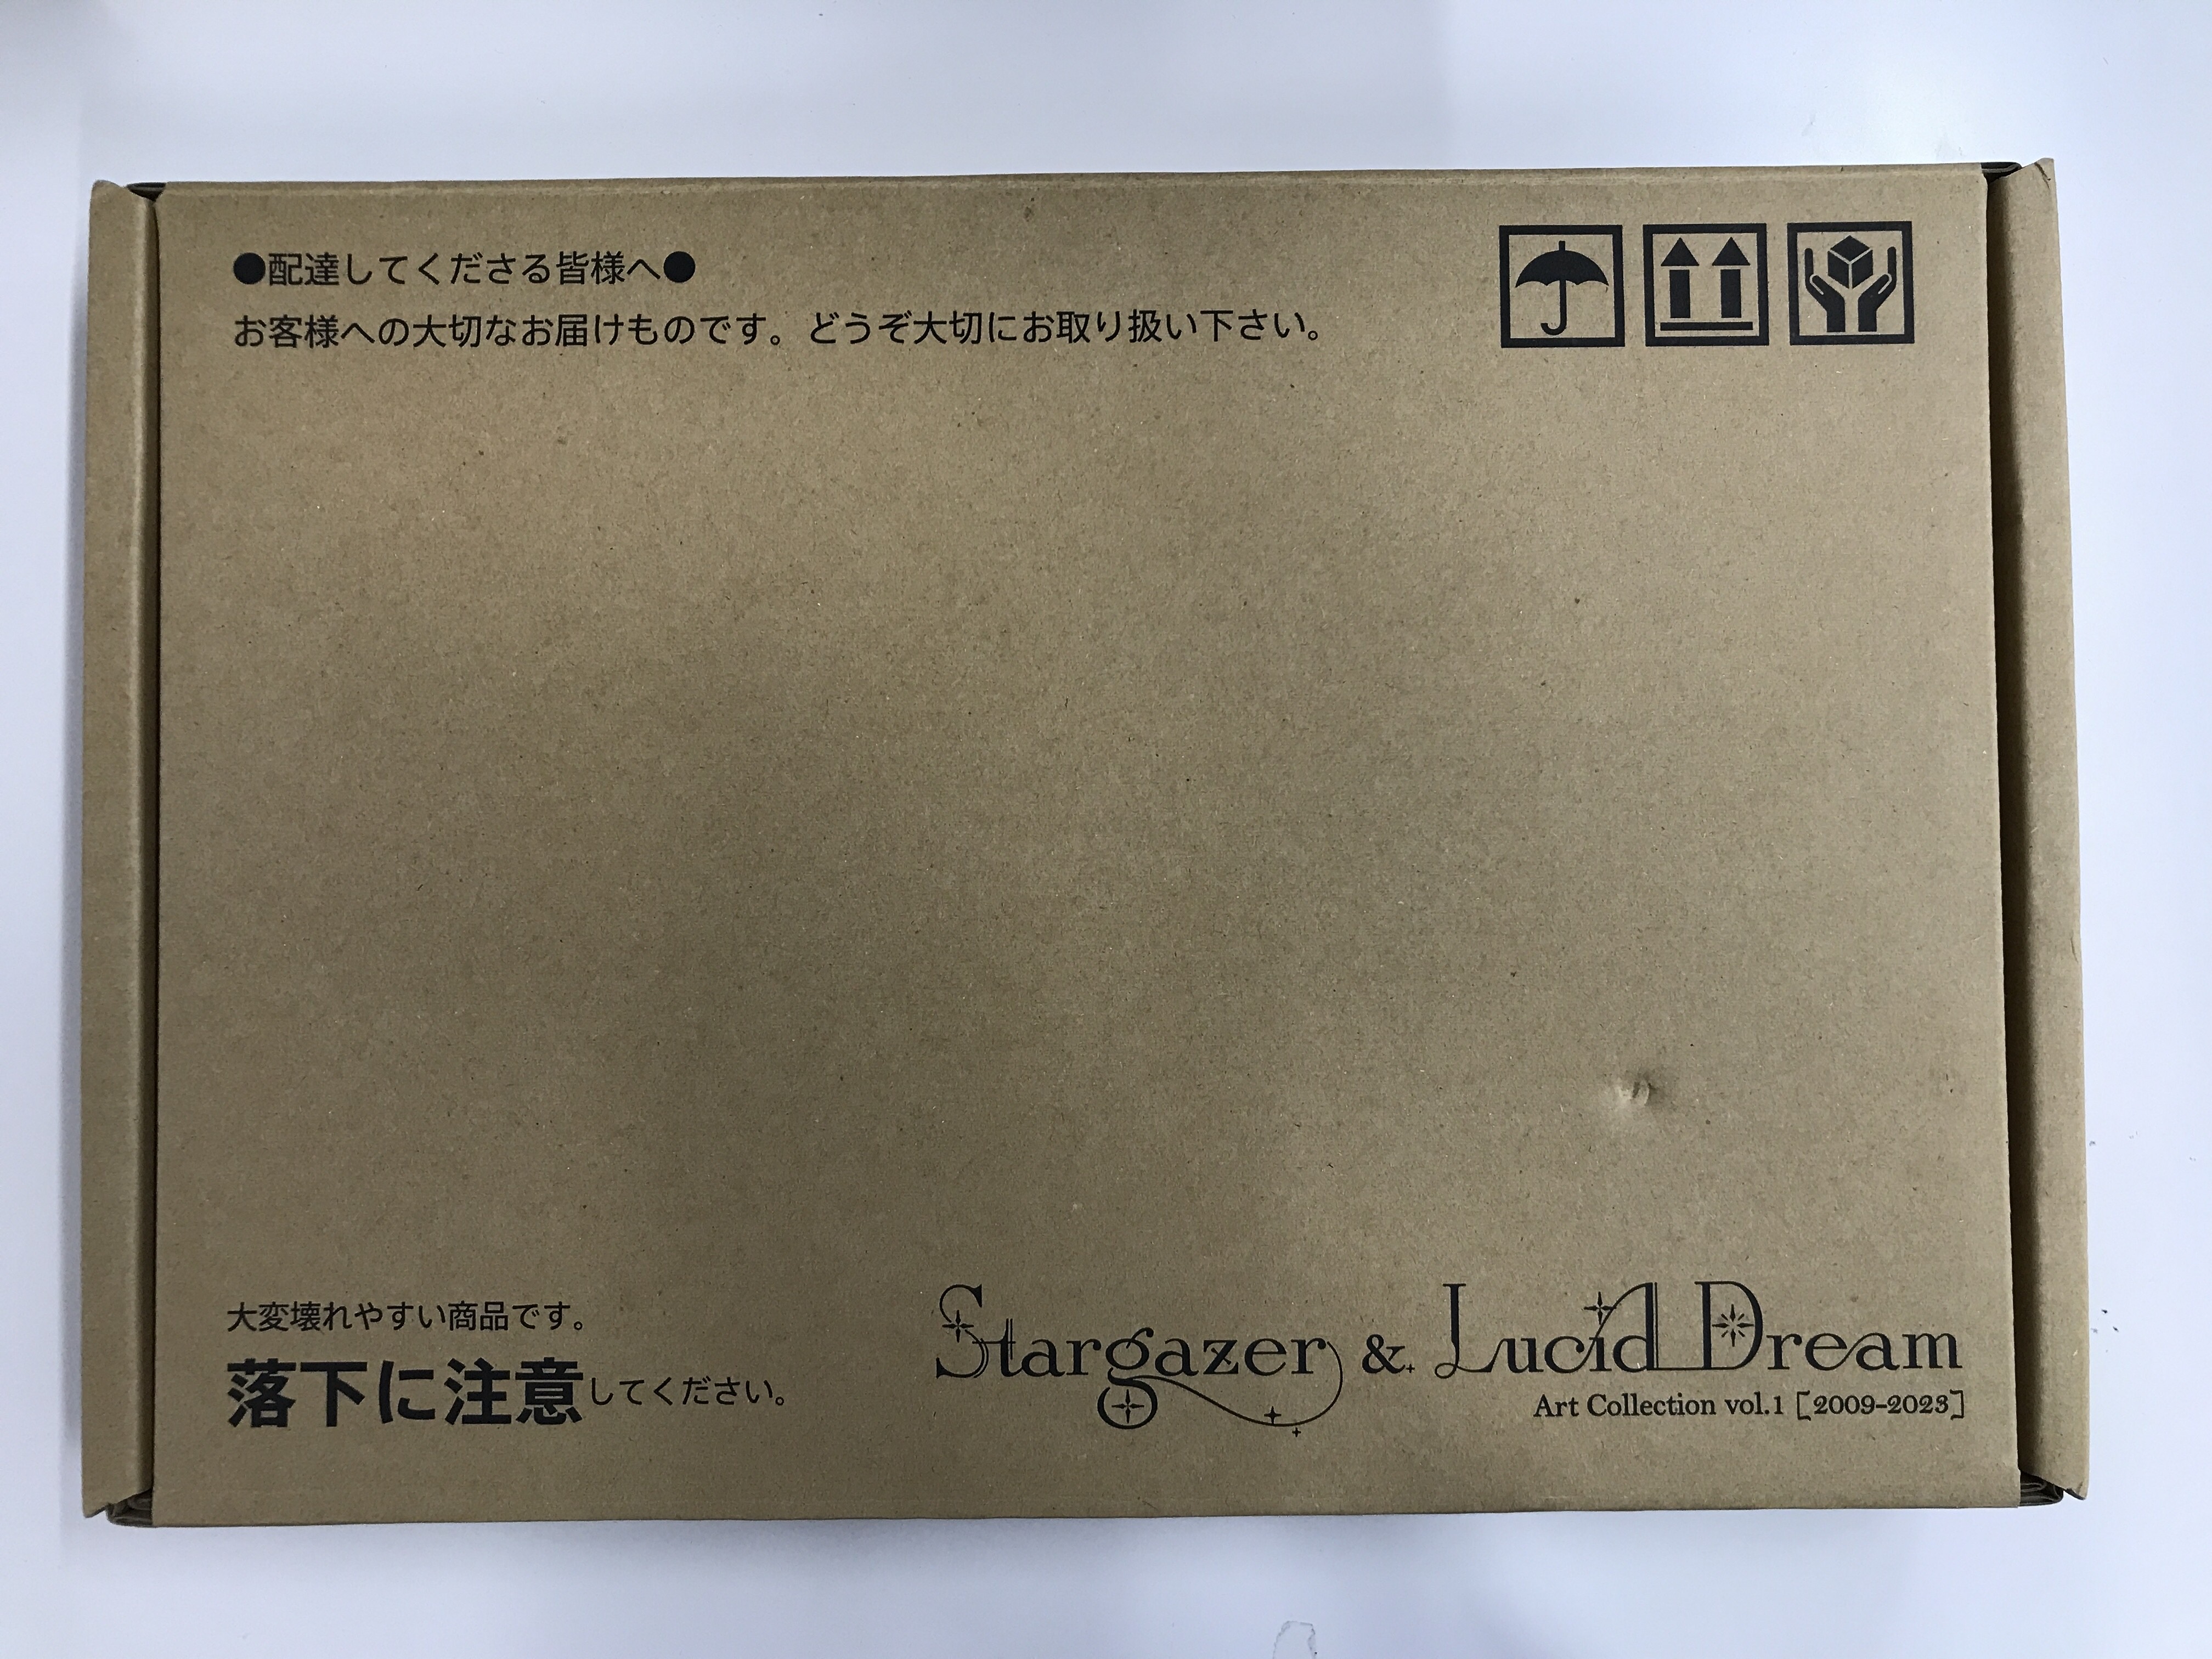 ●配達してくださる皆様へ●
お客様への大切なお届けものです。どうぞ大切にお取り扱い下さい。
大変壊れやすい商品です。
落下に注意してください。
Stargazer & Lucid Dream
Art Collection vol.1 [2009-2023]